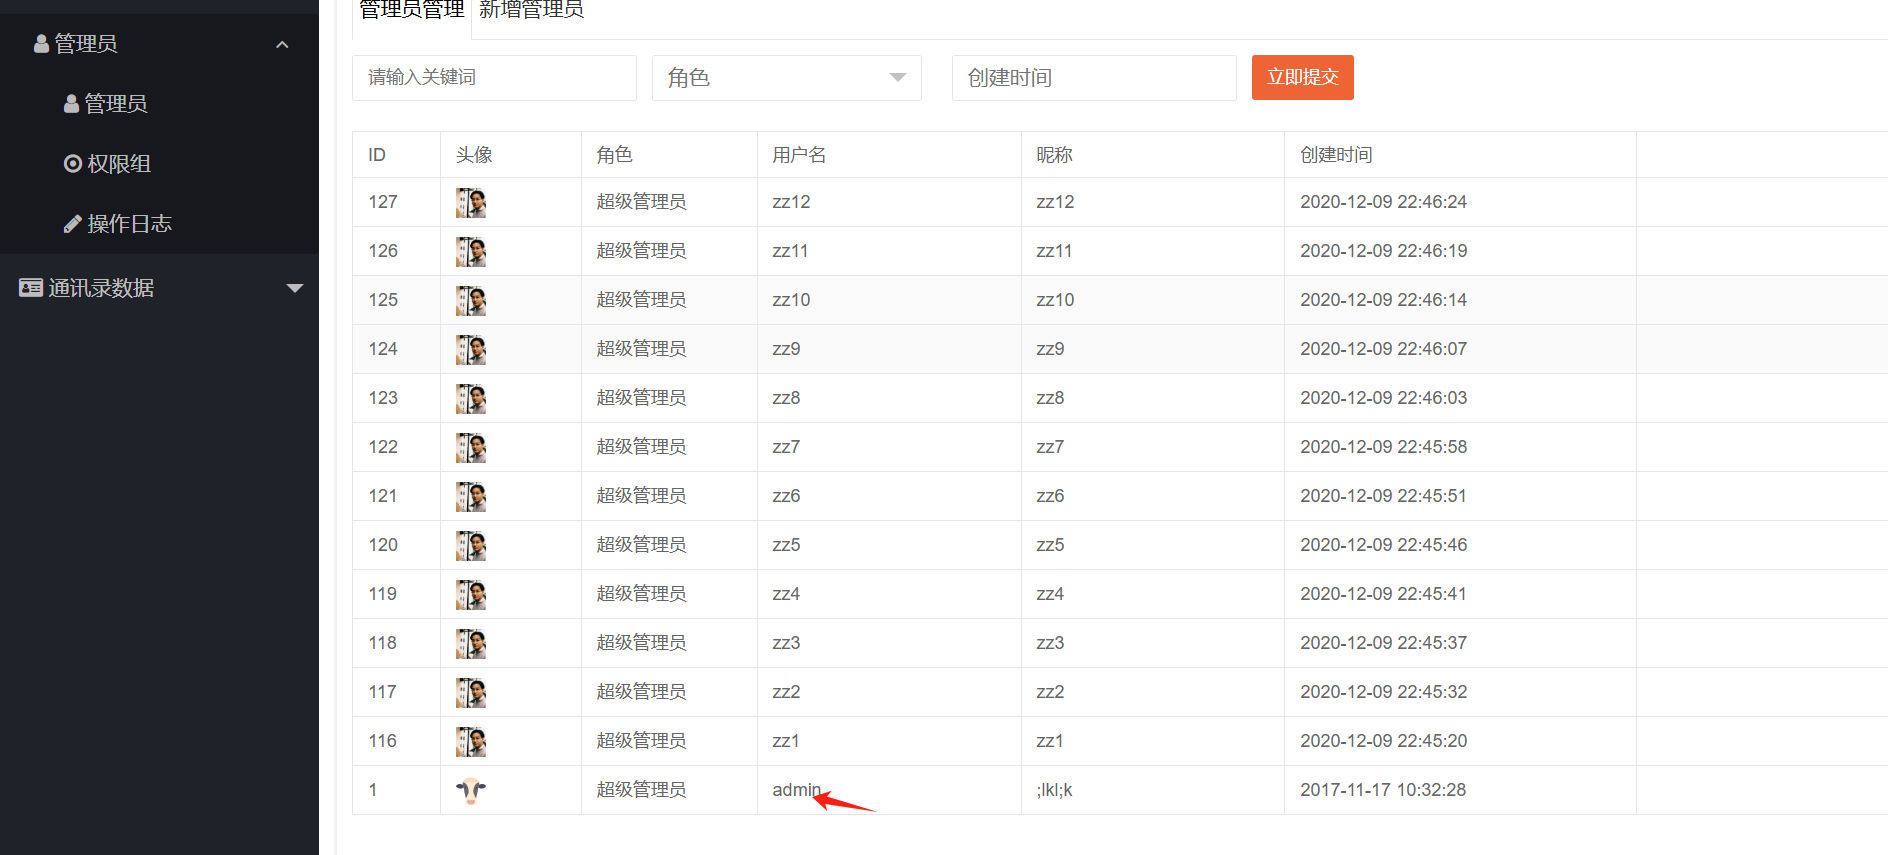 管理员管理 新增管理员
管理员
管理员
权限组
操作日志
通讯录数据
请输入关键词 角色 创建时间 立即提交
ID 头像 角色 用户名 昵称 创建时间
127 超级管理员 zz12 zz12 2020-12-09 22:46:24
126 超级管理员 zz11 zz11 2020-12-09 22:46:19
125 超级管理员 zz10 zz10 2020-12-09 22:46:14
124 超级管理员 zz9 zz9 2020-12-09 22:46:07
123 超级管理员 zz8 zz8 2020-12-09 22:46:03
122 超级管理员 zz7 zz7 2020-12-09 22:45:58
121 超级管理员 zz6 zz6 2020-12-09 22:45:51
120 超级管理员 zz5 zz5 2020-12-09 22:45:46
119 超级管理员 zz4 zz4 2020-12-09 22:45:41
118 超级管理员 zz3 zz3 2020-12-09 22:45:37
117 超级管理员 zz2 zz2 2020-12-09 22:45:32
116 超级管理员 zz1 zz1 2020-12-09 22:45:20
1 超级管理员 admin ;lkl;k 2017-11-17 10:32:28